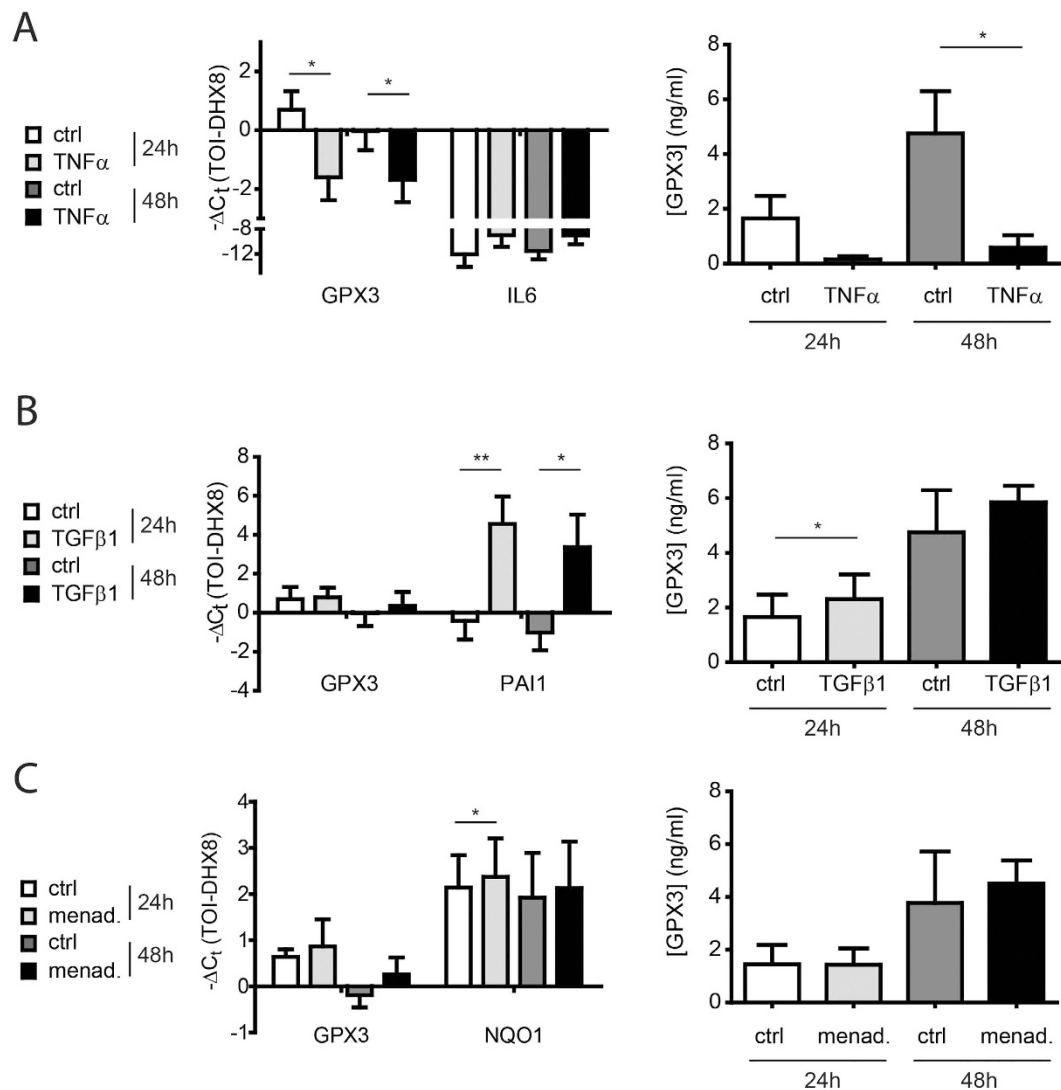 A
ctrl
TNFα
24h
ctrl
TNFα
48h
-ΔCt (TOI-DHX8)
2
0
-2
-8
-12
*
*
GPX3
IL6
[GPX3] (ng/ml)
8
6
4
2
0
*
ctrl
TNFα
ctrl
TNFα
24h
48h
B
ctrl
TGFβ1
24h
ctrl
TGFβ1
48h
-ΔCt (TOI-DHX8)
8
6
4
2
0
-2
-4
**
*
GPX3
PAI1
[GPX3] (ng/ml)
8
6
4
2
0
*
ctrl
TGFβ1
ctrl
TGFβ1
24h
48h
C
ctrl
menad.
24h
ctrl
menad.
48h
-ΔCt (TOI-DHX8)
4
3
2
1
0
-1
*
GPX3
NQO1
[GPX3] (ng/ml)
8
6
4
2
0
ctrl
menad.
ctrl
menad.
24h
48h